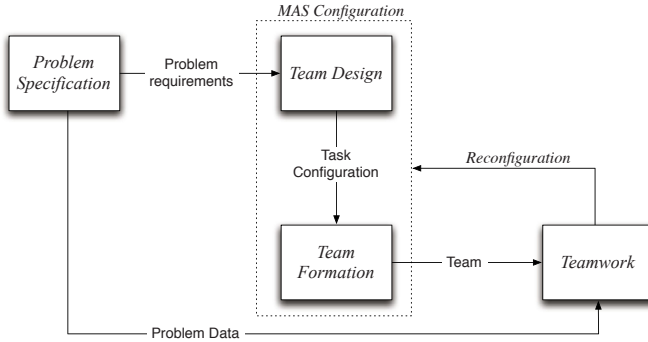 MAS Configuration
Problem
Specification
Problem
requirements
Team Design
Task
Configuration
Reconfiguration
Team
Formation
Team
Teamwork
Problem Data